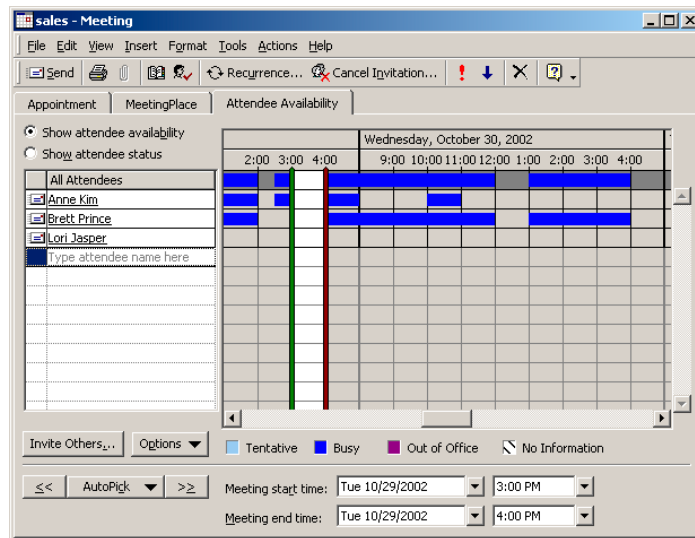 sales - Meeting
File Edit View Insert Format Tools Actions Help
Send Recurrence... Cancel Invitation...
Appointment MeetingPlace Attendee Availability
Show attendee availability
Show attendee status
Wednesday, October 30, 2002
2:00 3:00 4:00 9:00 10:00 11:00 12:00 1:00 2:00 3:00 4:00
All Attendees
Anne Kim
Brett Prince
Lori Jasper
Type attendee name here
Invite Others... Options
Tentative Busy Out of Office No Information
<< AutoPick >>
Meeting start time: Tue 10/29/2002 3:00 PM
Meeting end time: Tue 10/29/2002 4:00 PM